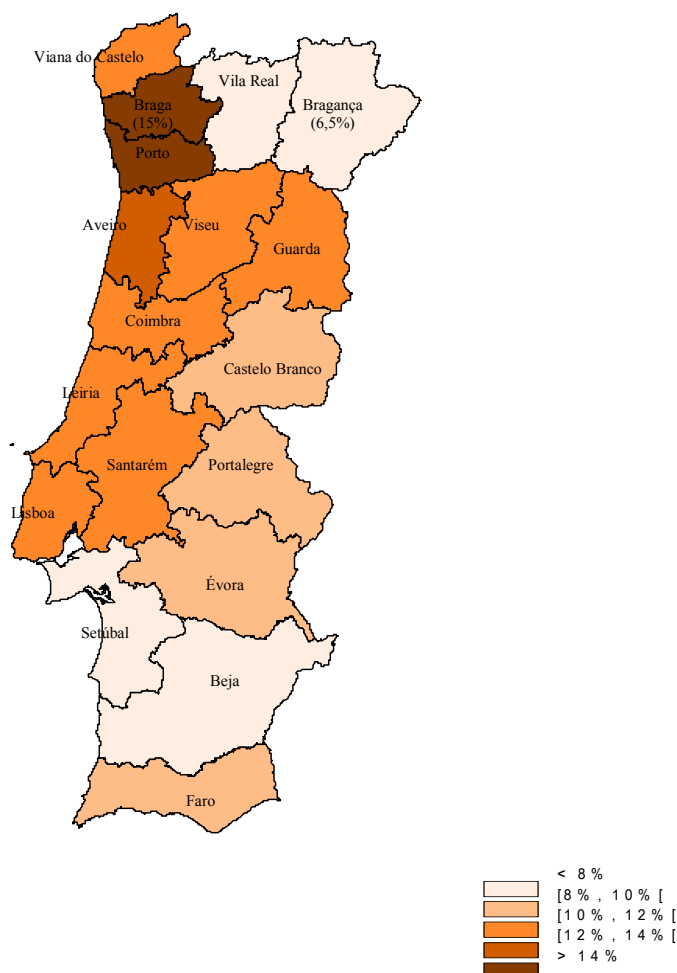 Viana do Castelo
Vila Real
Braga
(15%)
Bragança
(6,5%)
Porto
Aveiro
Viseu
Guarda
Coimbra
Castelo Branco
Leiria
Santarém
Portalegre
Lisboa
Évora
Setúbal
Beja
Faro
< 8%
[8% , 10% [
[10% , 12% [
[12% , 14% [
> 14%